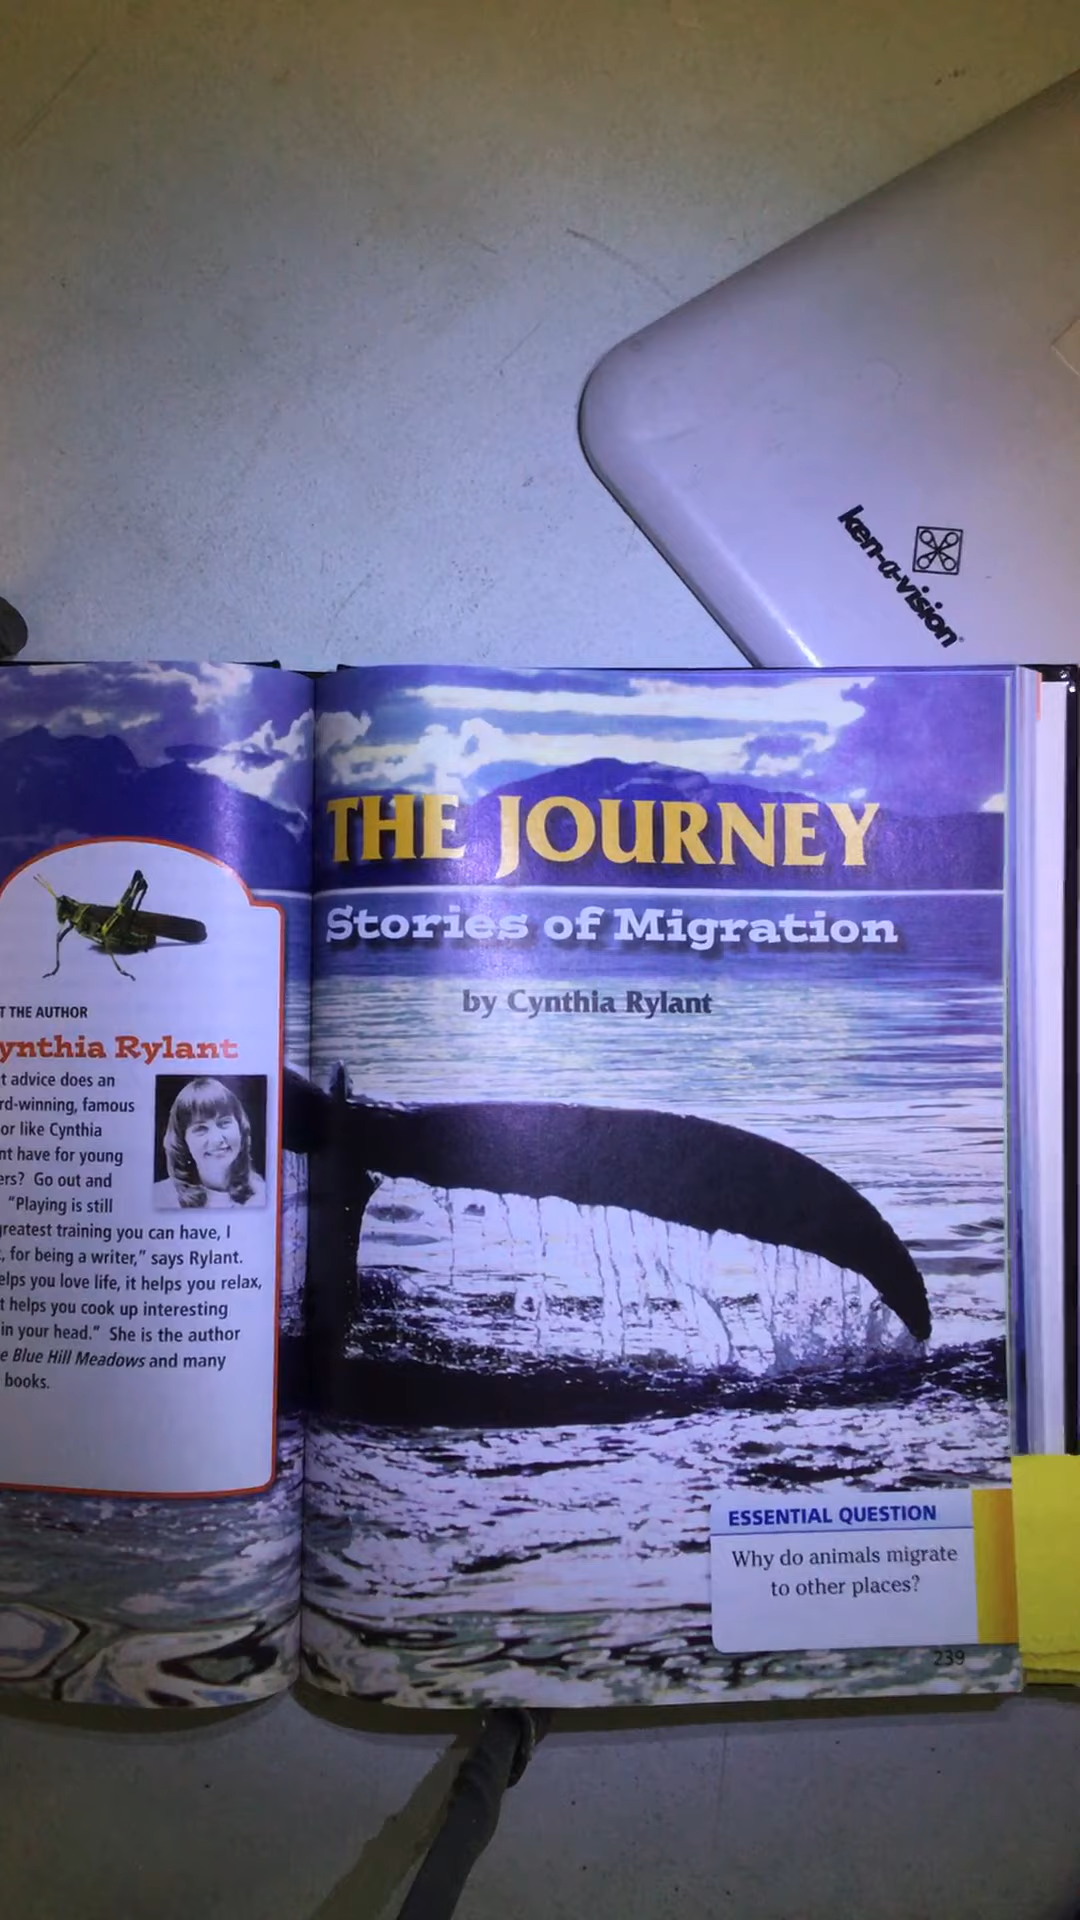 ken-a-vision
T THE AUTHOR
ynthia Rylant
t advice does an
rd-winning, famous
or like Cynthia
nt have for young
ers? Go out and
"Playing is still
greatest training you can have, I
, for being a writer," says Rylant.
elps you love life, it helps you relax,
t helps you cook up interesting
in your head." She is the author
e Blue Hill Meadows and many
books.
THE JOURNEY
Stories of Migration
by Cynthia Rylant
ESSENTIAL QUESTION
Why do animals migrate
to other places?
239